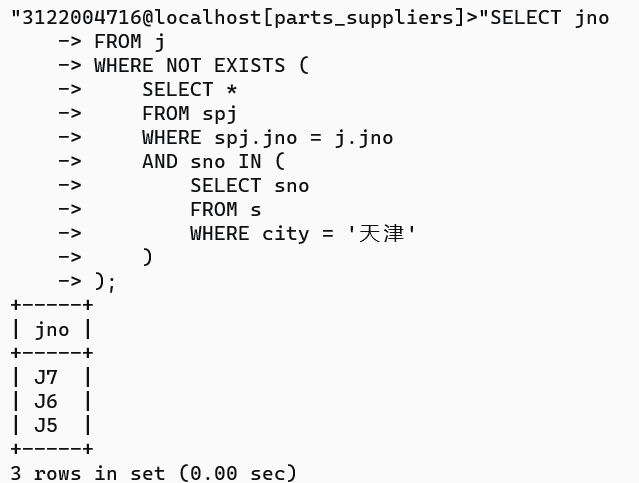 "3122004716@localhost[parts_suppliers]>"SELECT jno
    -> FROM j
    -> WHERE NOT EXISTS (
    ->     SELECT *
    ->     FROM spj
    ->     WHERE spj.jno = j.jno
    ->     AND sno IN (
    ->         SELECT sno
    ->         FROM s
    ->         WHERE city = '天津'
    ->     )
    -> );
+-----+
| jno |
+-----+
| J7  |
| J6  |
| J5  |
+-----+
3 rows in set (0.00 sec)